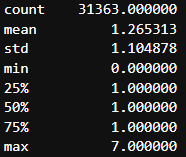 count 31363.000000
mean 1.265313
std 1.104878
min 0.000000
25% 1.000000
50% 1.000000
75% 1.000000
max 7.000000